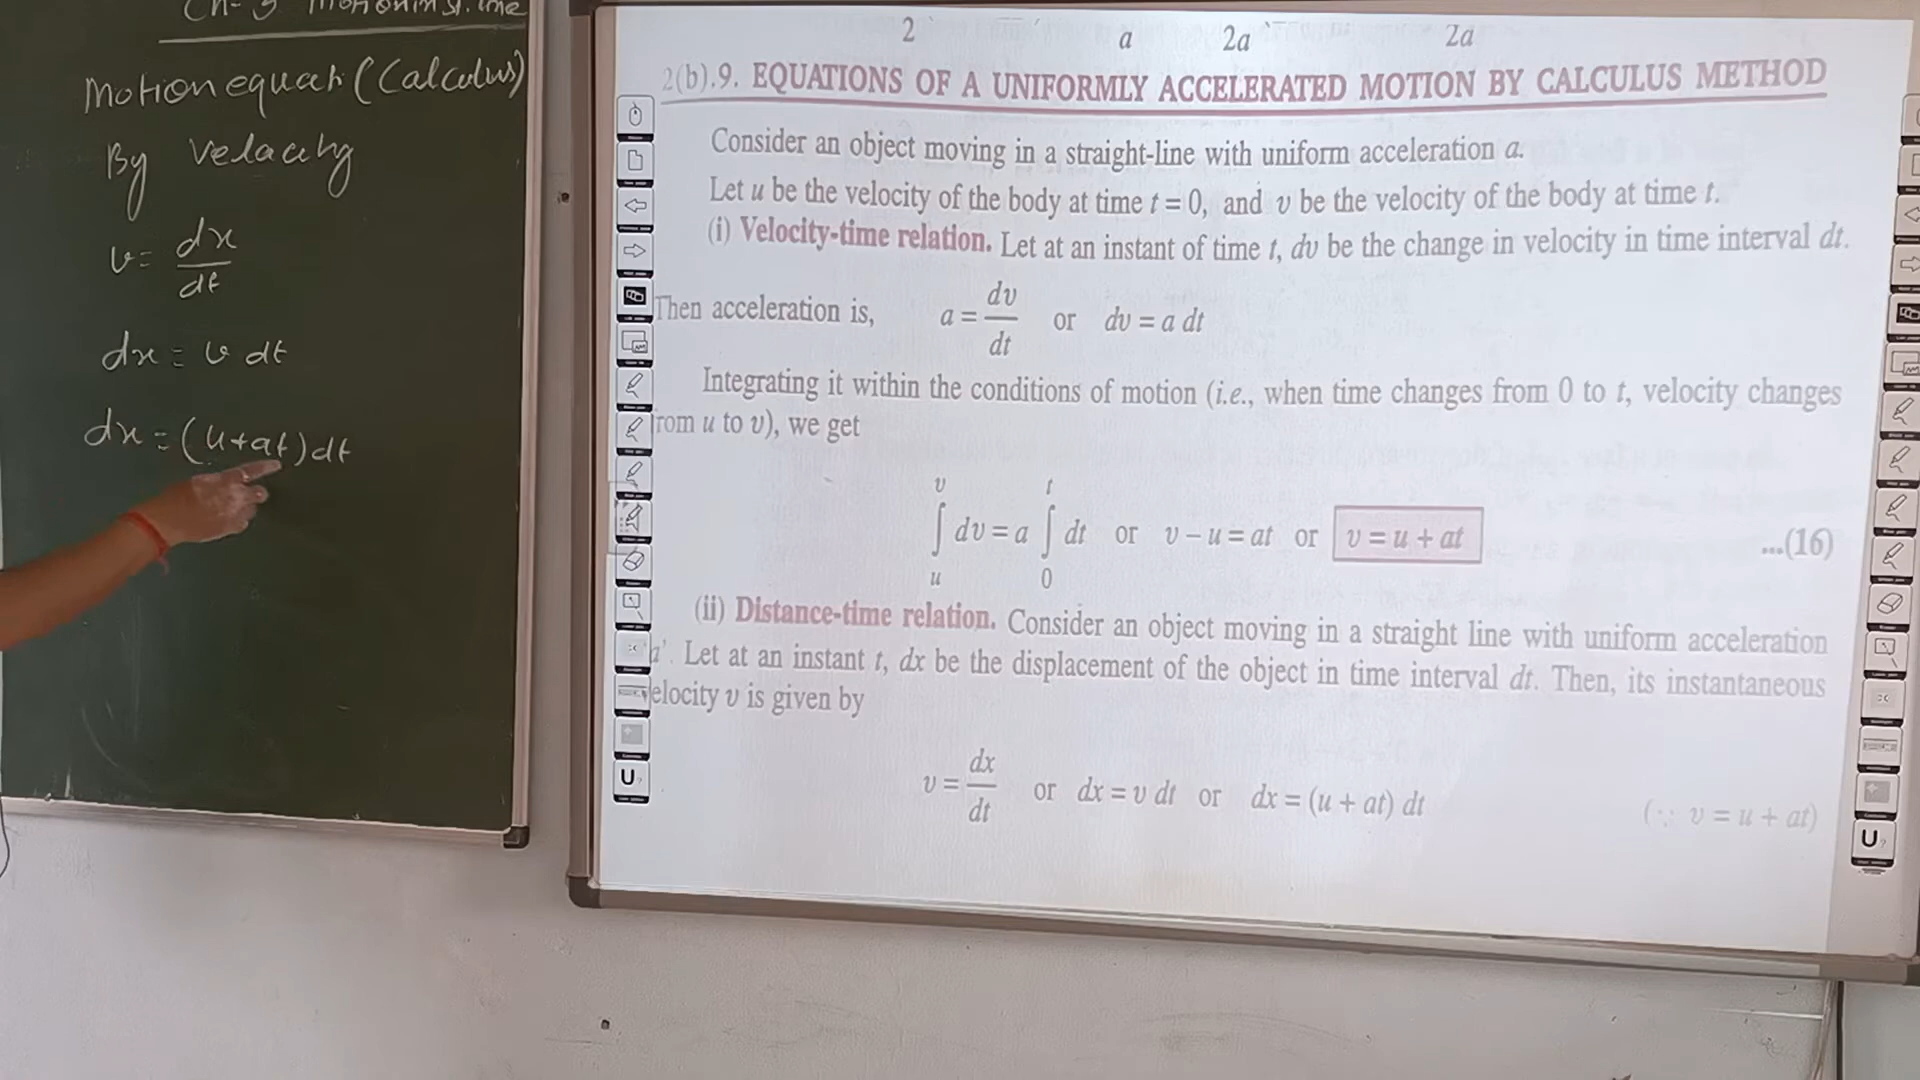 Motion equat (Calculus)
By velacity
v = dx/dt
dx = v dt
dx = (u+at)dt
2 a 2a 2a
2(b).9. EQUATIONS OF A UNIFORMLY ACCELERATED MOTION BY CALCULUS METHOD
Consider an object moving in a straight-line with uniform acceleration a.
Let u be the velocity of the body at time t = 0, and v be the velocity of the body at time t.
(i) Velocity-time relation. Let at an instant of time t, dv be the change in velocity in time interval dt.
Then acceleration is, a = dv/dt or dv = a dt
Integrating it within the conditions of motion (i.e., when time changes from 0 to t, velocity changes
rom u to v), we get
∫_u^v dv = a ∫_0^t dt or v – u = at or v = u + at ...(16)
(ii) Distance-time relation. Consider an object moving in a straight line with uniform acceleration
'a'. Let at an instant t, dx be the displacement of the object in time interval dt. Then, its instantaneous
elocity v is given by
v = dx/dt or dx = v dt or dx = (u + at) dt (∵ v = u + at)
U
U